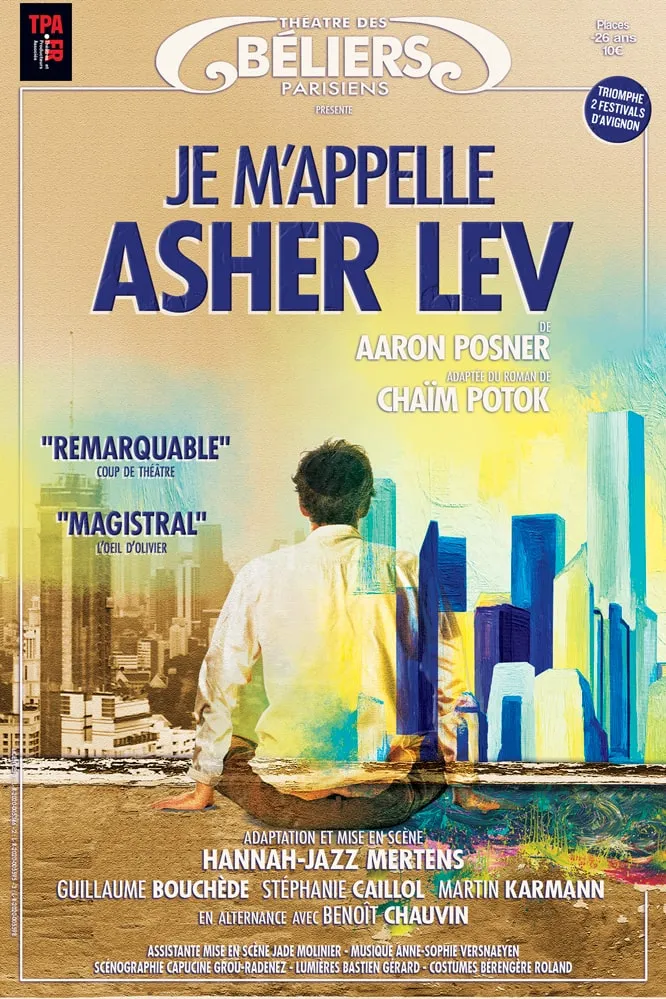 TPA
&ER
THÉÂTRE DES
BÉLIERS
PARISIENS
PRESENTE
Places
-26 ans
10€
TRIOMPHE
2 FESTIVALS
D'AVIGNON
JE M'APPELLE
ASHER LEV
DE
AARON POSNER
ADAPTÉE DU ROMAN DE
CHAÏM POTOK
"REMARQUABLE"
COUP DE THÉÂTRE
"MAGISTRAL"
L'OEIL D'OLIVIER
ADAPTATION ET MISE EN SCÈNE
HANNAH-JAZZ MERTENS
GUILLAUME BOUCHÈDE STÉPHANIE CAILLOL MARTIN KARMANN
EN ALTERNANCE AVEC BENOÎT CHAUVIN
ASSISTANTE MISE EN SCÈNE JADE MOLINIER - MUSIQUE ANNE-SOPHIE VERSNAEYEN
SCÉNOGRAPHIE CAPUCINE GROU-RADENEZ - LUMIÈRES BASTIEN GÉRARD - COSTUMES BÉRENGÈRE ROLAND